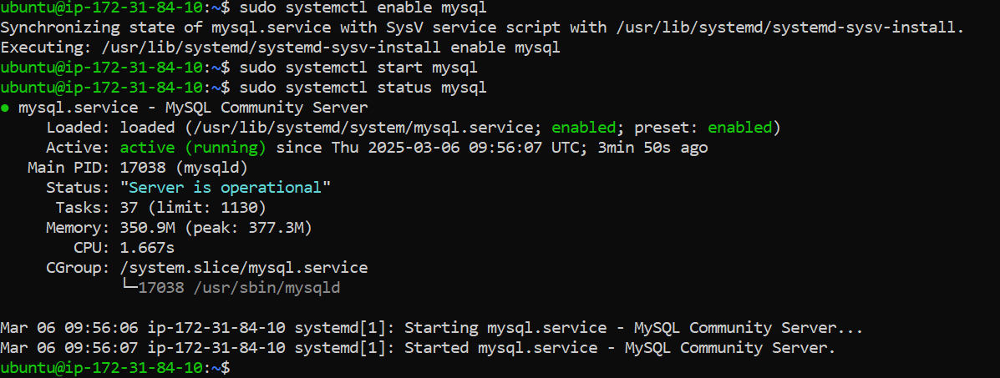 ubuntu@ip-172-31-84-10:~$ sudo systemctl enable mysql
Synchronizing state of mysql.service with SysV service script with /usr/lib/systemd/systemd-sysv-install.
Executing: /usr/lib/systemd/systemd-sysv-install enable mysql
ubuntu@ip-172-31-84-10:~$ sudo systemctl start mysql
ubuntu@ip-172-31-84-10:~$ sudo systemctl status mysql
● mysql.service - MySQL Community Server
     Loaded: loaded (/usr/lib/systemd/system/mysql.service; enabled; preset: enabled)
     Active: active (running) since Thu 2025-03-06 09:56:07 UTC; 3min 50s ago
   Main PID: 17038 (mysqld)
     Status: "Server is operational"
      Tasks: 37 (limit: 1130)
     Memory: 350.9M (peak: 377.3M)
        CPU: 1.667s
     CGroup: /system.slice/mysql.service
             └─17038 /usr/sbin/mysqld

Mar 06 09:56:06 ip-172-31-84-10 systemd[1]: Starting mysql.service - MySQL Community Server...
Mar 06 09:56:07 ip-172-31-84-10 systemd[1]: Started mysql.service - MySQL Community Server.
ubuntu@ip-172-31-84-10:~$